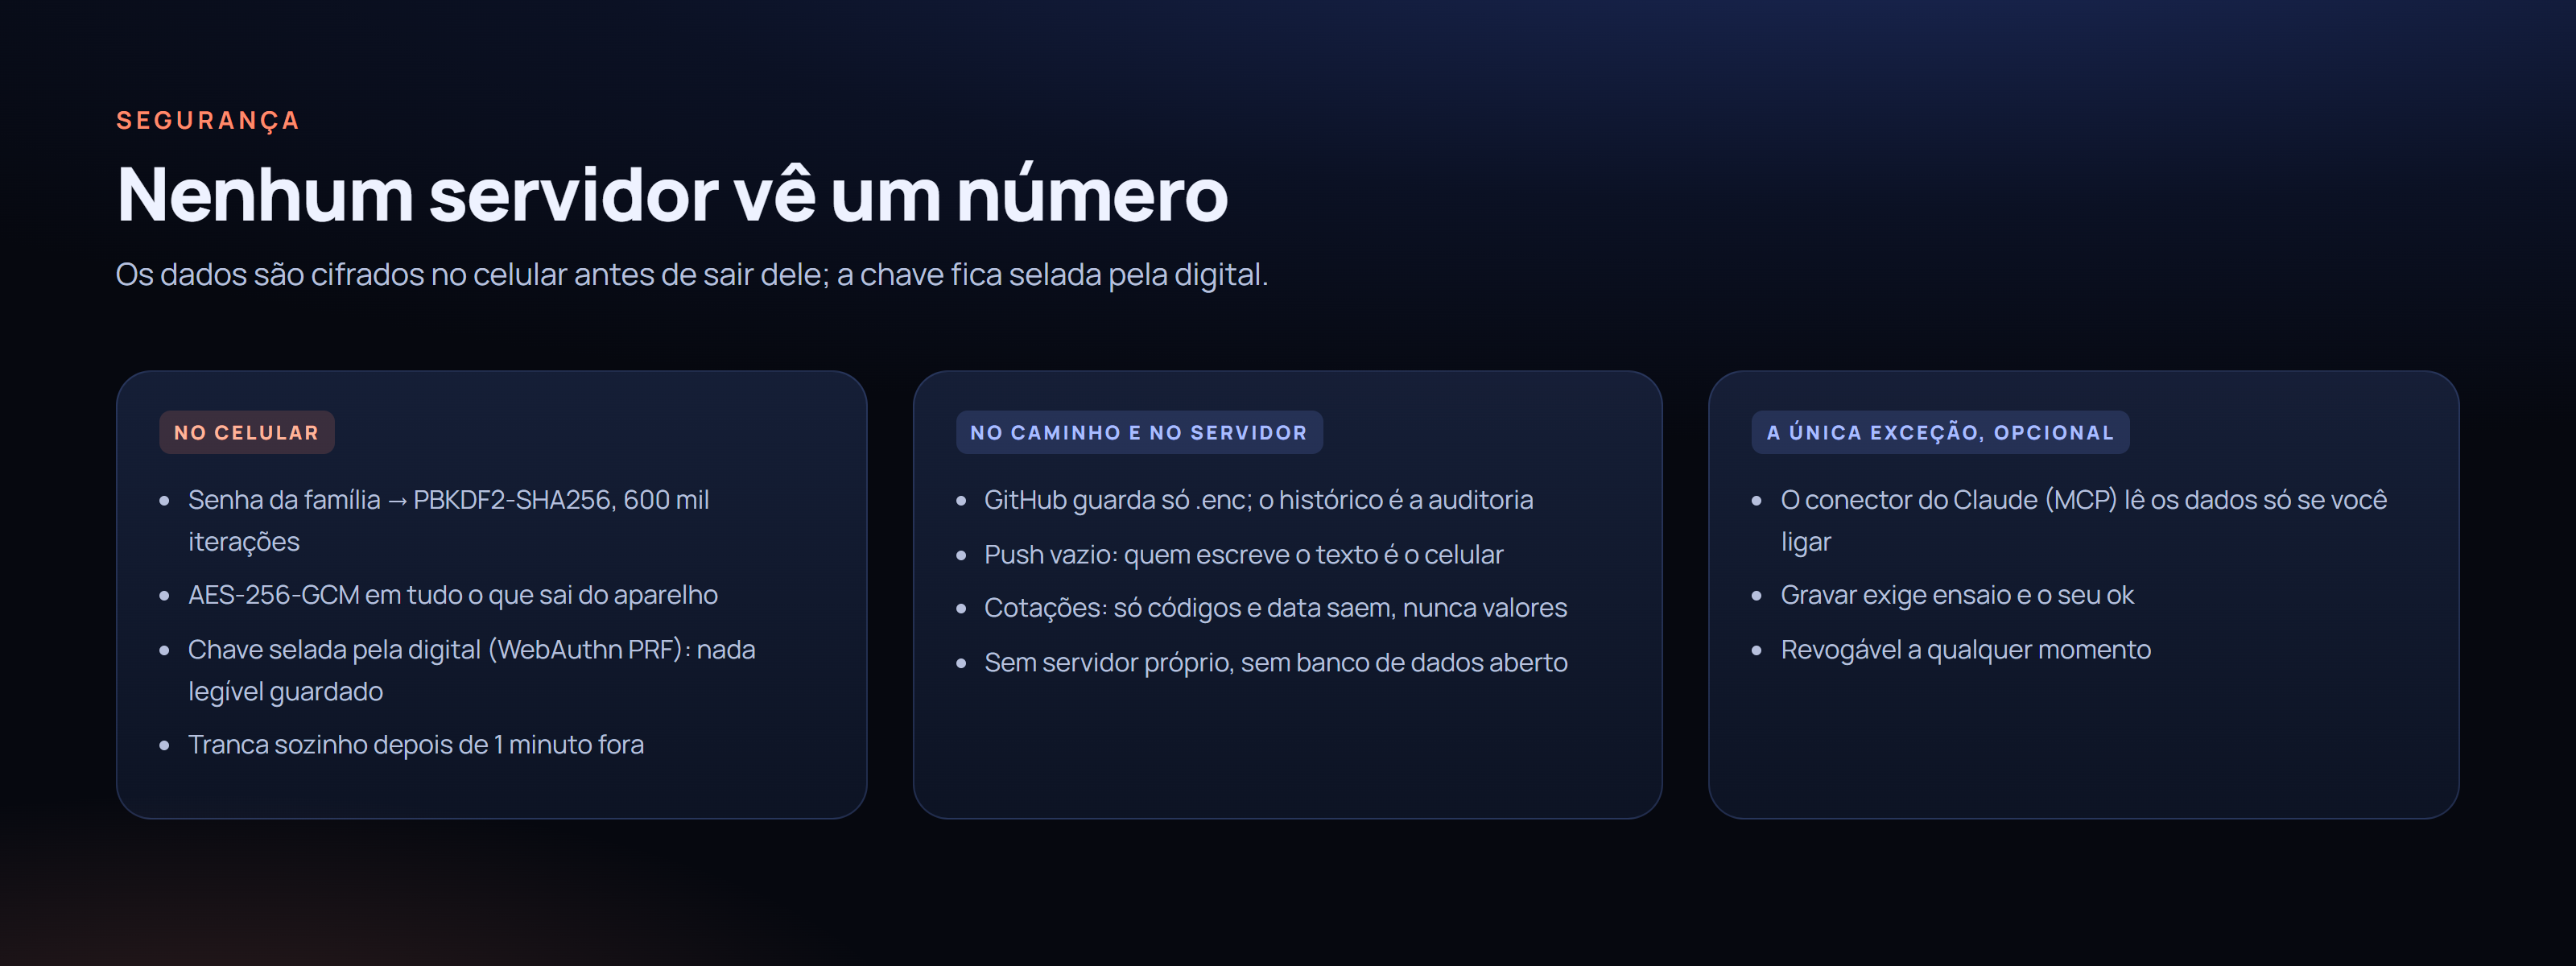 SEGURANÇA
Nenhum servidor vê um número
Os dados são cifrados no celular antes de sair dele; a chave fica selada pela digital.
NO CELULAR
• Senha da família → PBKDF2-SHA256, 600 mil
iterações
• AES-256-GCM em tudo o que sai do aparelho
• Chave selada pela digital (WebAuthn PRF): nada
legível guardado
• Tranca sozinho depois de 1 minuto fora
NO CAMINHO E NO SERVIDOR
• GitHub guarda só .enc; o histórico é a auditoria
• Push vazio: quem escreve o texto é o celular
• Cotações: só códigos e data saem, nunca valores
• Sem servidor próprio, sem banco de dados aberto
A ÚNICA EXCEÇÃO, OPCIONAL
• O conector do Claude (MCP) lê os dados só se você
ligar
• Gravar exige ensaio e o seu ok
• Revogável a qualquer momento